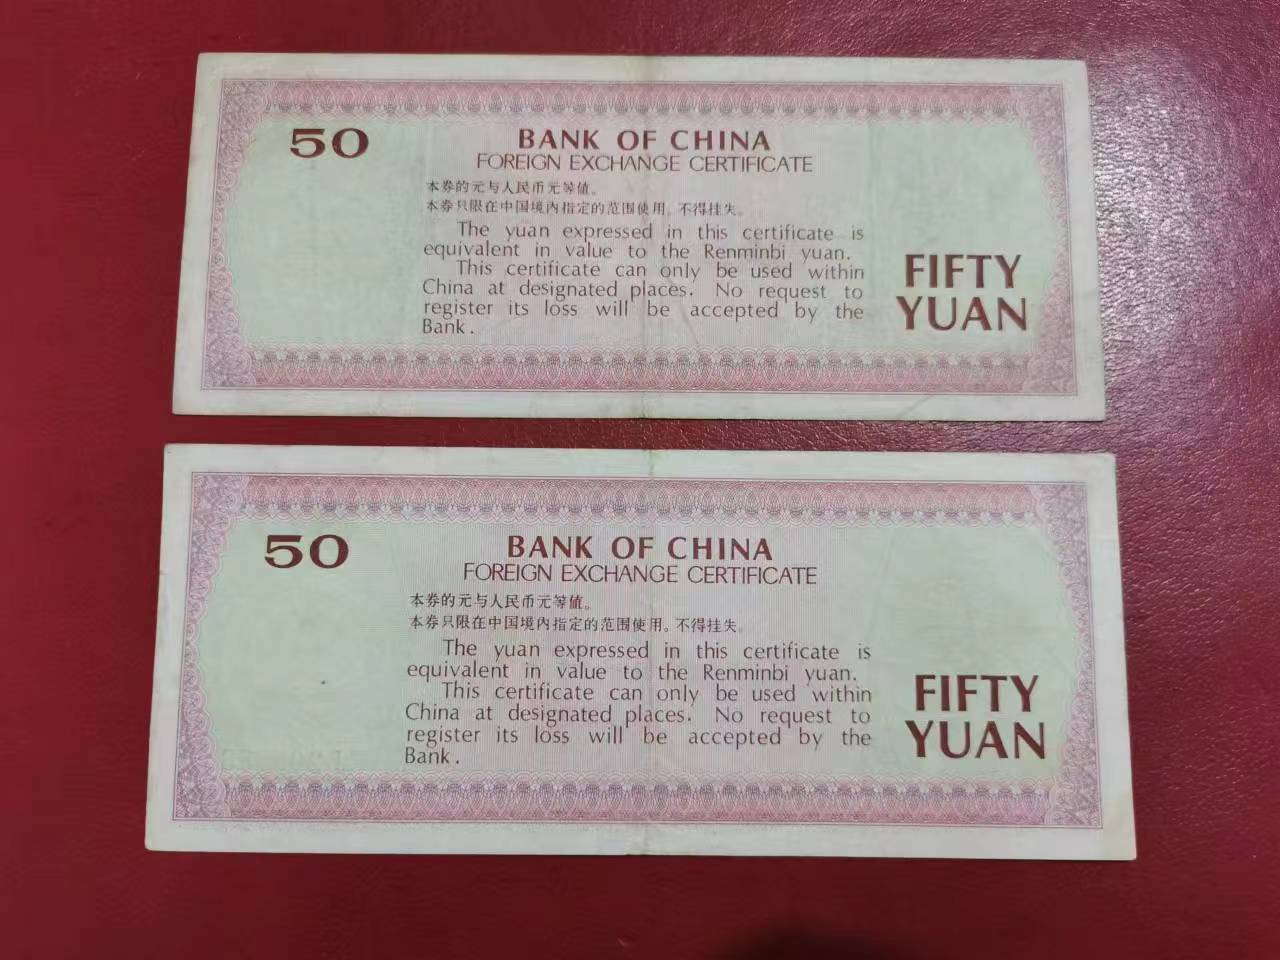 50
BANK OF CHINA
FOREIGN EXCHANGE CERTIFICATE
本券的元与人民币元等值。
本券只限在中国境内指定的范围使用。不得挂失。
The yuan expressed in this certificate is
equivalent in value to the Renminbi yuan.
This certificate can only be used within
China at designated places. No request to
register its loss will be accepted by the
Bank.
FIFTY
YUAN
50
BANK OF CHINA
FOREIGN EXCHANGE CERTIFICATE
本券的元与人民币元等值。
本券只限在中国境内指定的范围使用。不得挂失。
The yuan expressed in this certificate is
equivalent in value to the Renminbi yuan.
This certificate can only be used within
China at designated places. No request to
register its loss will be accepted by the
Bank.
FIFTY
YUAN